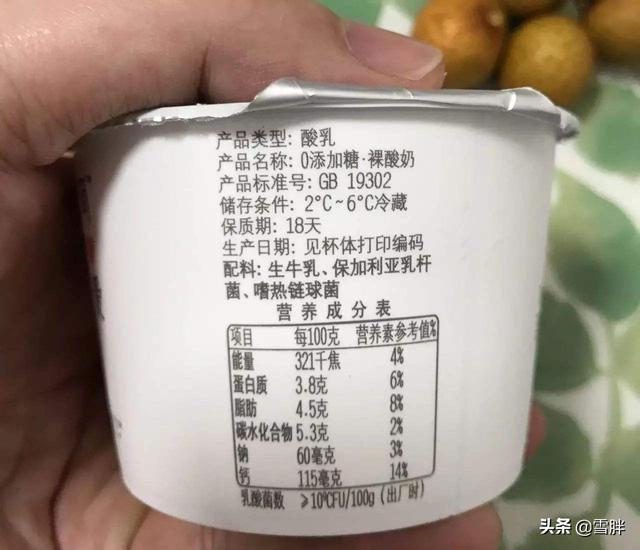 产品类型: 酸乳
产品名称: 0添加糖·裸酸奶
产品标准号: GB 19302
储存条件: 2°C~6°C冷藏
保质期: 18天
生产日期: 见杯体打印编码
配料: 生牛乳、保加利亚乳杆
菌、嗜热链球菌
营养成分表
项目 每100克 营养素参考值%
能量 321千焦 4%
蛋白质 3.8克 6%
脂肪 4.5克 8%
碳水化合物 5.3克 2%
钠 60毫克 3%
钙 115毫克 14%
乳酸菌数 ≥10⁶CFU/100g (出厂时)
头条 @雪胖